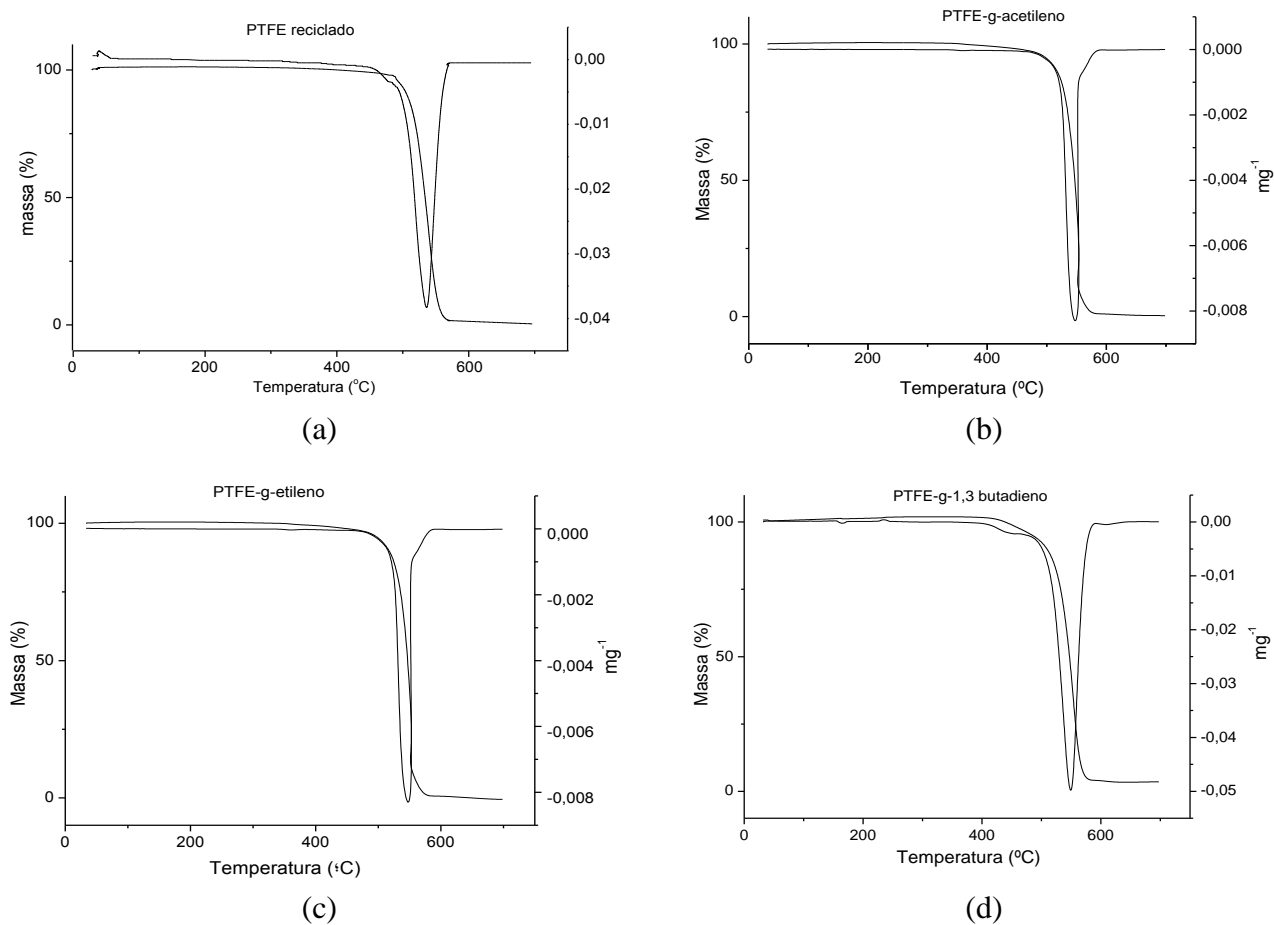 PTFE reciclado
massa (%)
100
50
0
0,00
-0,01
-0,02
-0,03
-0,04
0 200 400 600
Temperatura (°C)
(a)
PTFE-g-acetileno
Massa (%)
100
50
0
0,000
-0,002
-0,004
-0,006
-0,008
mg-1
0 200 400 600
Temperatura (ºC)
(b)
PTFE-g-etileno
Massa (%)
100
50
0
0,000
-0,002
-0,004
-0,006
-0,008
mg-1
0 200 400 600
Temperatura (°C)
(c)
PTFE-g-1,3 butadieno
Massa (%)
100
50
0
0,00
-0,01
-0,02
-0,03
-0,04
-0,05
mg-1
0 200 400 600
Temperatura (ºC)
(d)